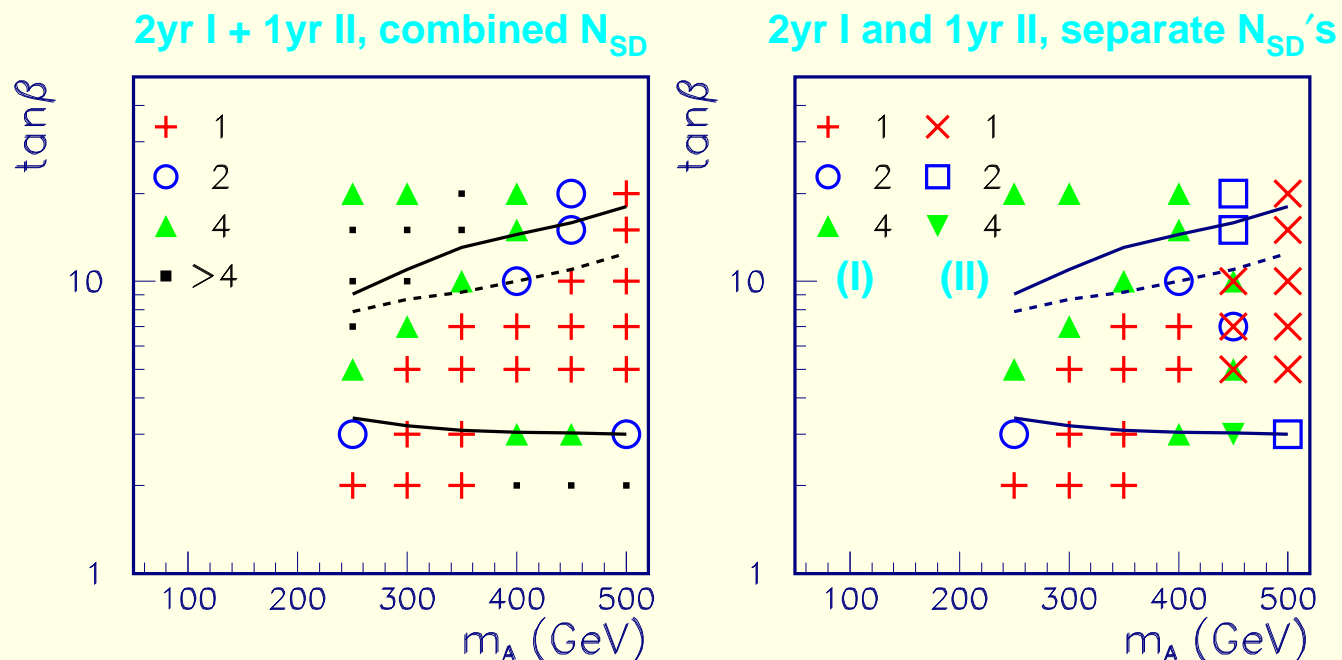 2yr I + 1yr II, combined N_SD
2yr I and 1yr II, separate N_SD's
tanβ
1
2
4
>4
10
1
100 200 300 400 500
m_A (GeV)
tanβ
1 1
2 2
4 4
(I) (II)
10
1
100 200 300 400 500
m_A (GeV)